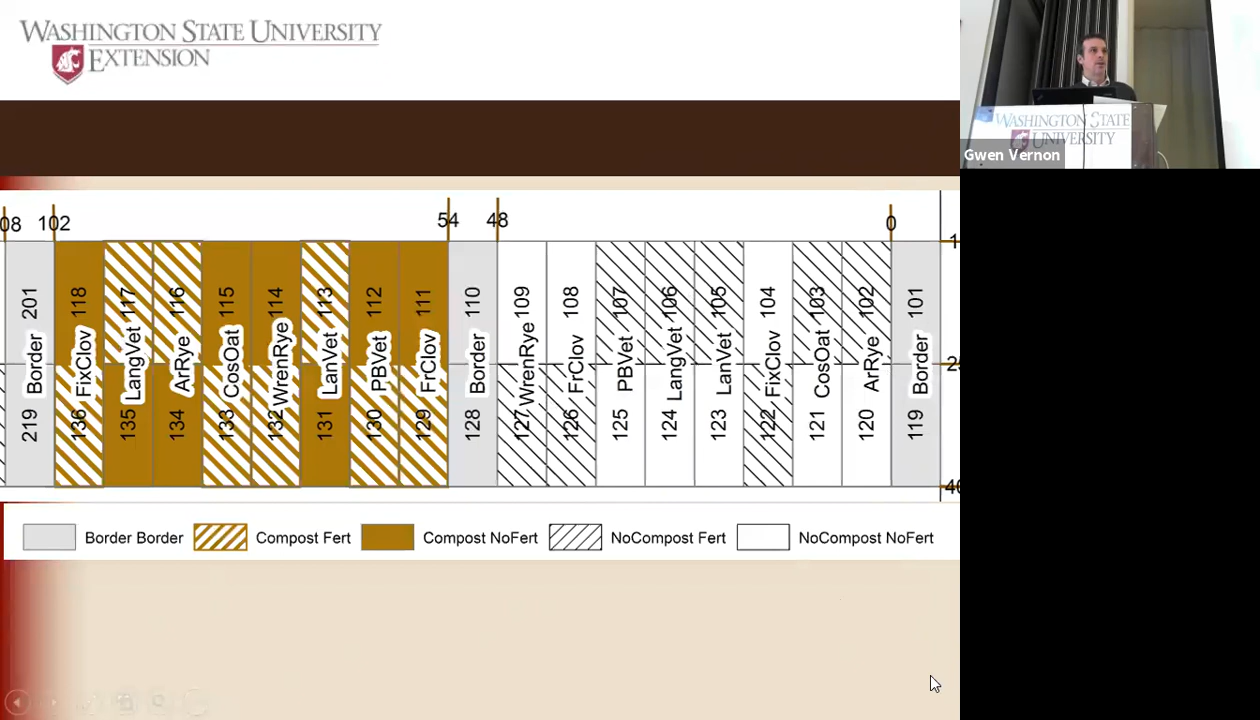 WASHINGTON STATE UNIVERSITY
EXTENSION
WASHINGTON STATE
UNIVERSITY
Gwen Vernon
08 102 54 48 0
201 118 117 116 115 114 113 112 111 110 109 108 107 106 105 104 103 102 101
Border FixClov LangVet ArRye CosOat WrenRye LanVet PBVet FrClov Border WrenRye FrClov PBVet LangVet LanVet FixClov CosOat ArRye Border
219 136 135 134 133 132 131 130 129 128 127 126 125 124 123 122 121 120 119
Border Border Compost Fert Compost NoFert NoCompost Fert NoCompost NoFert